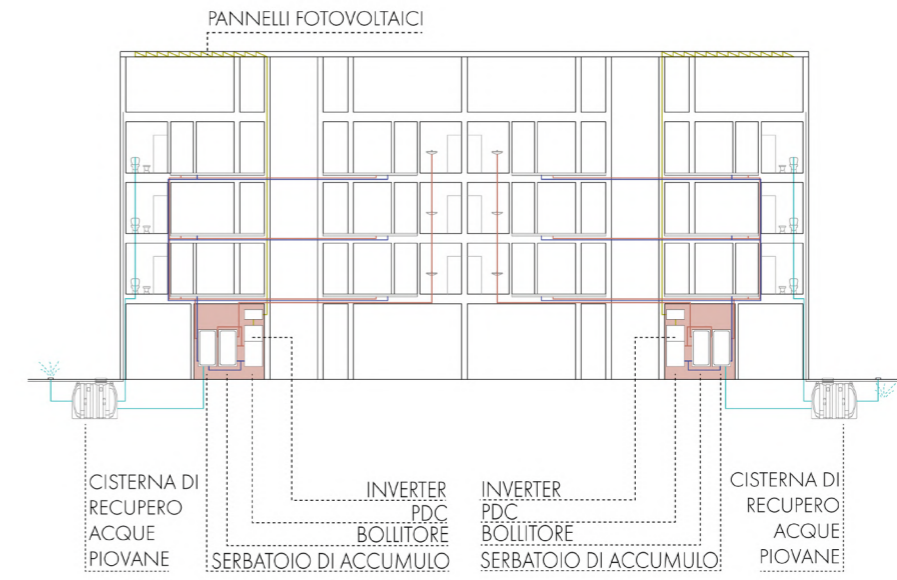 PANNELLI FOTOVOLTAICI
CISTERNA DI
RECUPERO
ACQUE
PIOVANE
INVERTER
PDC
BOLLITORE
SERBATOIO DI ACCUMULO
INVERTER
PDC
BOLLITORE
SERBATOIO DI ACCUMULO
CISTERNA DI
RECUPERO
ACQUE
PIOVANE